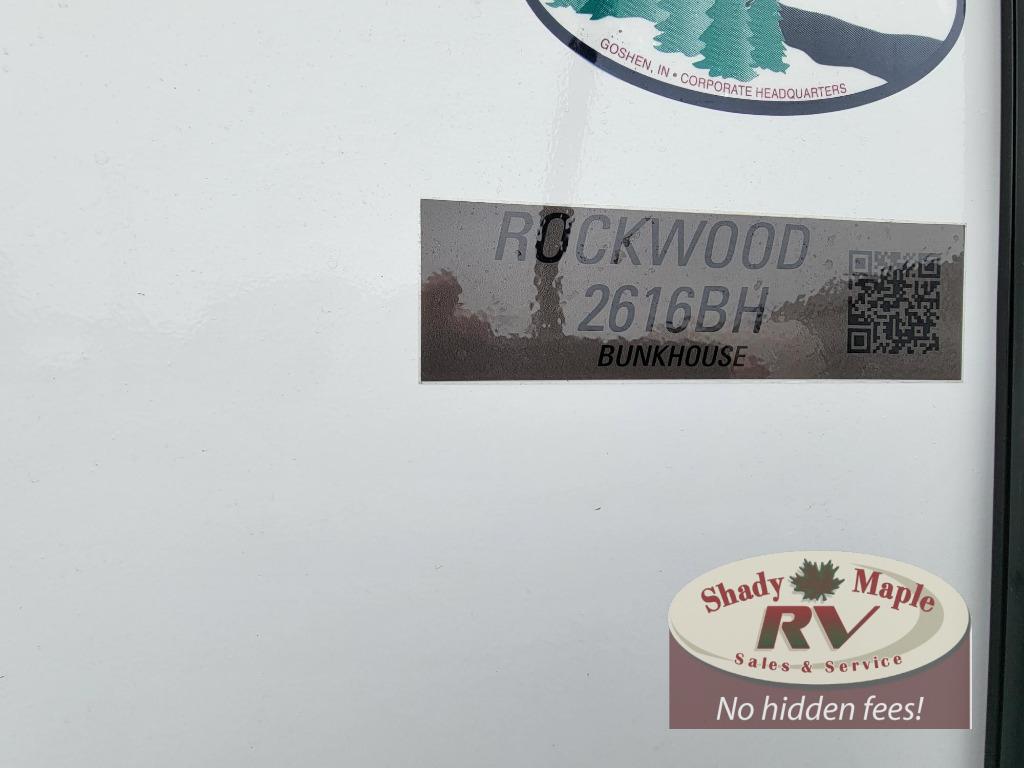 GOSHEN, IN • CORPORATE HEADQUARTERS
ROCKWOOD
2616BH
BUNKHOUSE
Shady Maple
RV
Sales & Service
No hidden fees!